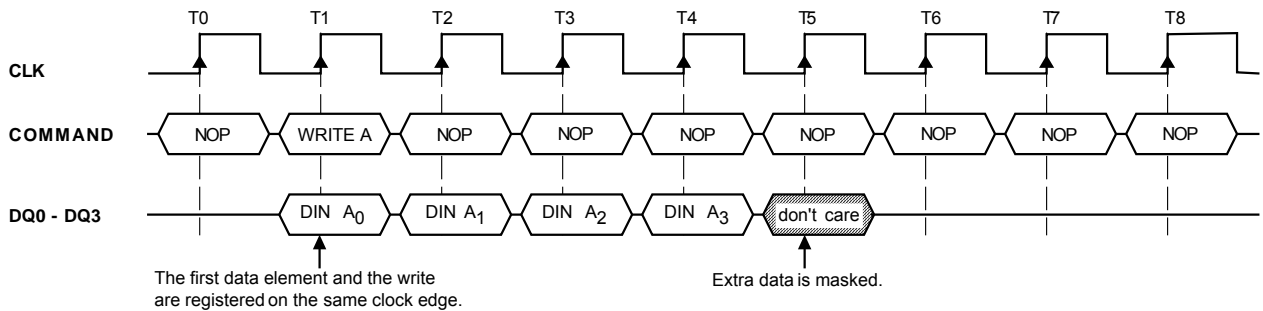 T0 T1 T2 T3 T4 T5 T6 T7 T8
CLK
COMMAND NOP WRITE A NOP NOP NOP NOP NOP NOP NOP
DQ0 - DQ3 DIN A0 DIN A1 DIN A2 DIN A3 don't care
The first data element and the write
are registered on the same clock edge.
Extra data is masked.